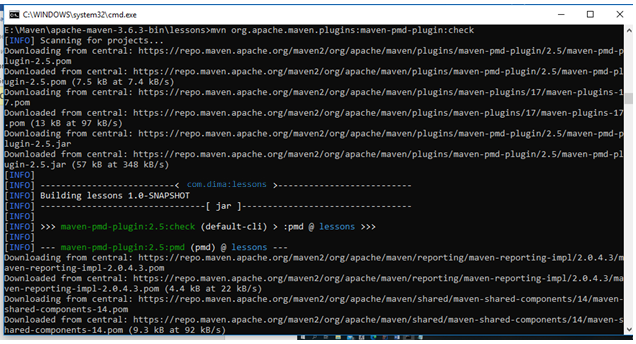 C:\WINDOWS\system32\cmd.exe
E:\Maven\apache-maven-3.6.3-bin\lessons>mvn org.apache.maven.plugins:maven-pmd-plugin:check
[INFO] Scanning for projects...
Downloading from central: https://repo.maven.apache.org/maven2/org/apache/maven/plugins/maven-pmd-plugin/2.5/maven-pmd-p
lugin-2.5.pom
Downloaded from central: https://repo.maven.apache.org/maven2/org/apache/maven/plugins/maven-pmd-plugin/2.5/maven-pmd-pl
ugin-2.5.pom (7.5 kB at 7.4 kB/s)
Downloading from central: https://repo.maven.apache.org/maven2/org/apache/maven/plugins/maven-plugins/17/maven-plugins-1
7.pom
Downloaded from central: https://repo.maven.apache.org/maven2/org/apache/maven/plugins/maven-plugins/17/maven-plugins-17
.pom (13 kB at 97 kB/s)
Downloading from central: https://repo.maven.apache.org/maven2/org/apache/maven/plugins/maven-pmd-plugin/2.5/maven-pmd-p
lugin-2.5.jar
Downloaded from central: https://repo.maven.apache.org/maven2/org/apache/maven/plugins/maven-pmd-plugin/2.5/maven-pmd-pl
ugin-2.5.jar (57 kB at 348 kB/s)
[INFO]
[INFO] -------------------------< com.dima:lessons >--------------------------
[INFO] Building lessons 1.0-SNAPSHOT
[INFO] --------------------------------[ jar ]---------------------------------
[INFO]
[INFO] >>> maven-pmd-plugin:2.5:check (default-cli) > :pmd @ lessons >>>
[INFO]
[INFO] --- maven-pmd-plugin:2.5:pmd (pmd) @ lessons ---
Downloading from central: https://repo.maven.apache.org/maven2/org/apache/maven/reporting/maven-reporting-impl/2.0.4.3/m
aven-reporting-impl-2.0.4.3.pom
Downloaded from central: https://repo.maven.apache.org/maven2/org/apache/maven/reporting/maven-reporting-impl/2.0.4.3/ma
ven-reporting-impl-2.0.4.3.pom (4.4 kB at 22 kB/s)
Downloading from central: https://repo.maven.apache.org/maven2/org/apache/maven/shared/maven-shared-components/14/maven-
shared-components-14.pom
Downloaded from central: https://repo.maven.apache.org/maven2/org/apache/maven/shared/maven-shared-components/14/maven-s
hared-components-14.pom (9.3 kB at 92 kB/s)